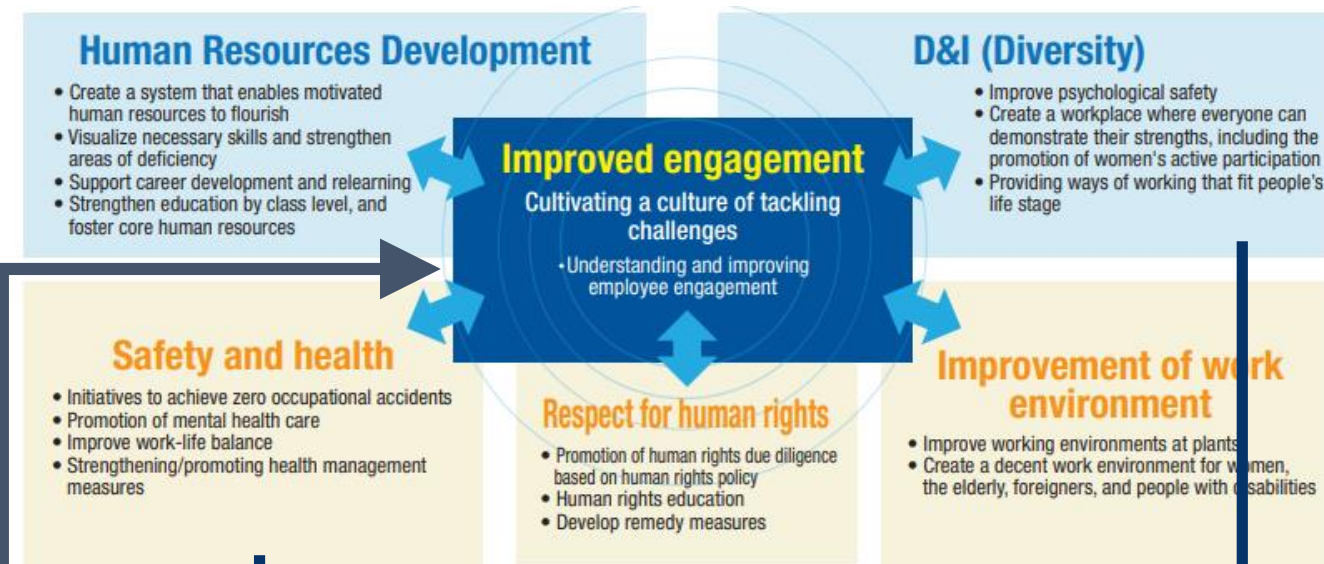 Human Resources Development
• Create a system that enables motivated
human resources to flourish
• Visualize necessary skills and strengthen
areas of deficiency
• Support career development and relearning
• Strengthen education by class level, and
foster core human resources
D&I (Diversity)
• Improve psychological safety
• Create a workplace where everyone can
demonstrate their strengths, including the
promotion of women's active participation
• Providing ways of working that fit people's
life stage
Improved engagement
Cultivating a culture of tackling
challenges
• Understanding and improving
employee engagement
Safety and health
• Initiatives to achieve zero occupational accidents
• Promotion of mental health care
• Improve work-life balance
• Strengthening/promoting health management
measures
Respect for human rights
• Promotion of human rights due diligence
based on human rights policy
• Human rights education
• Develop remedy measures
Improvement of work
environment
• Improve working environments at plants
• Create a decent work environment for women,
the elderly, foreigners, and people with disabilities